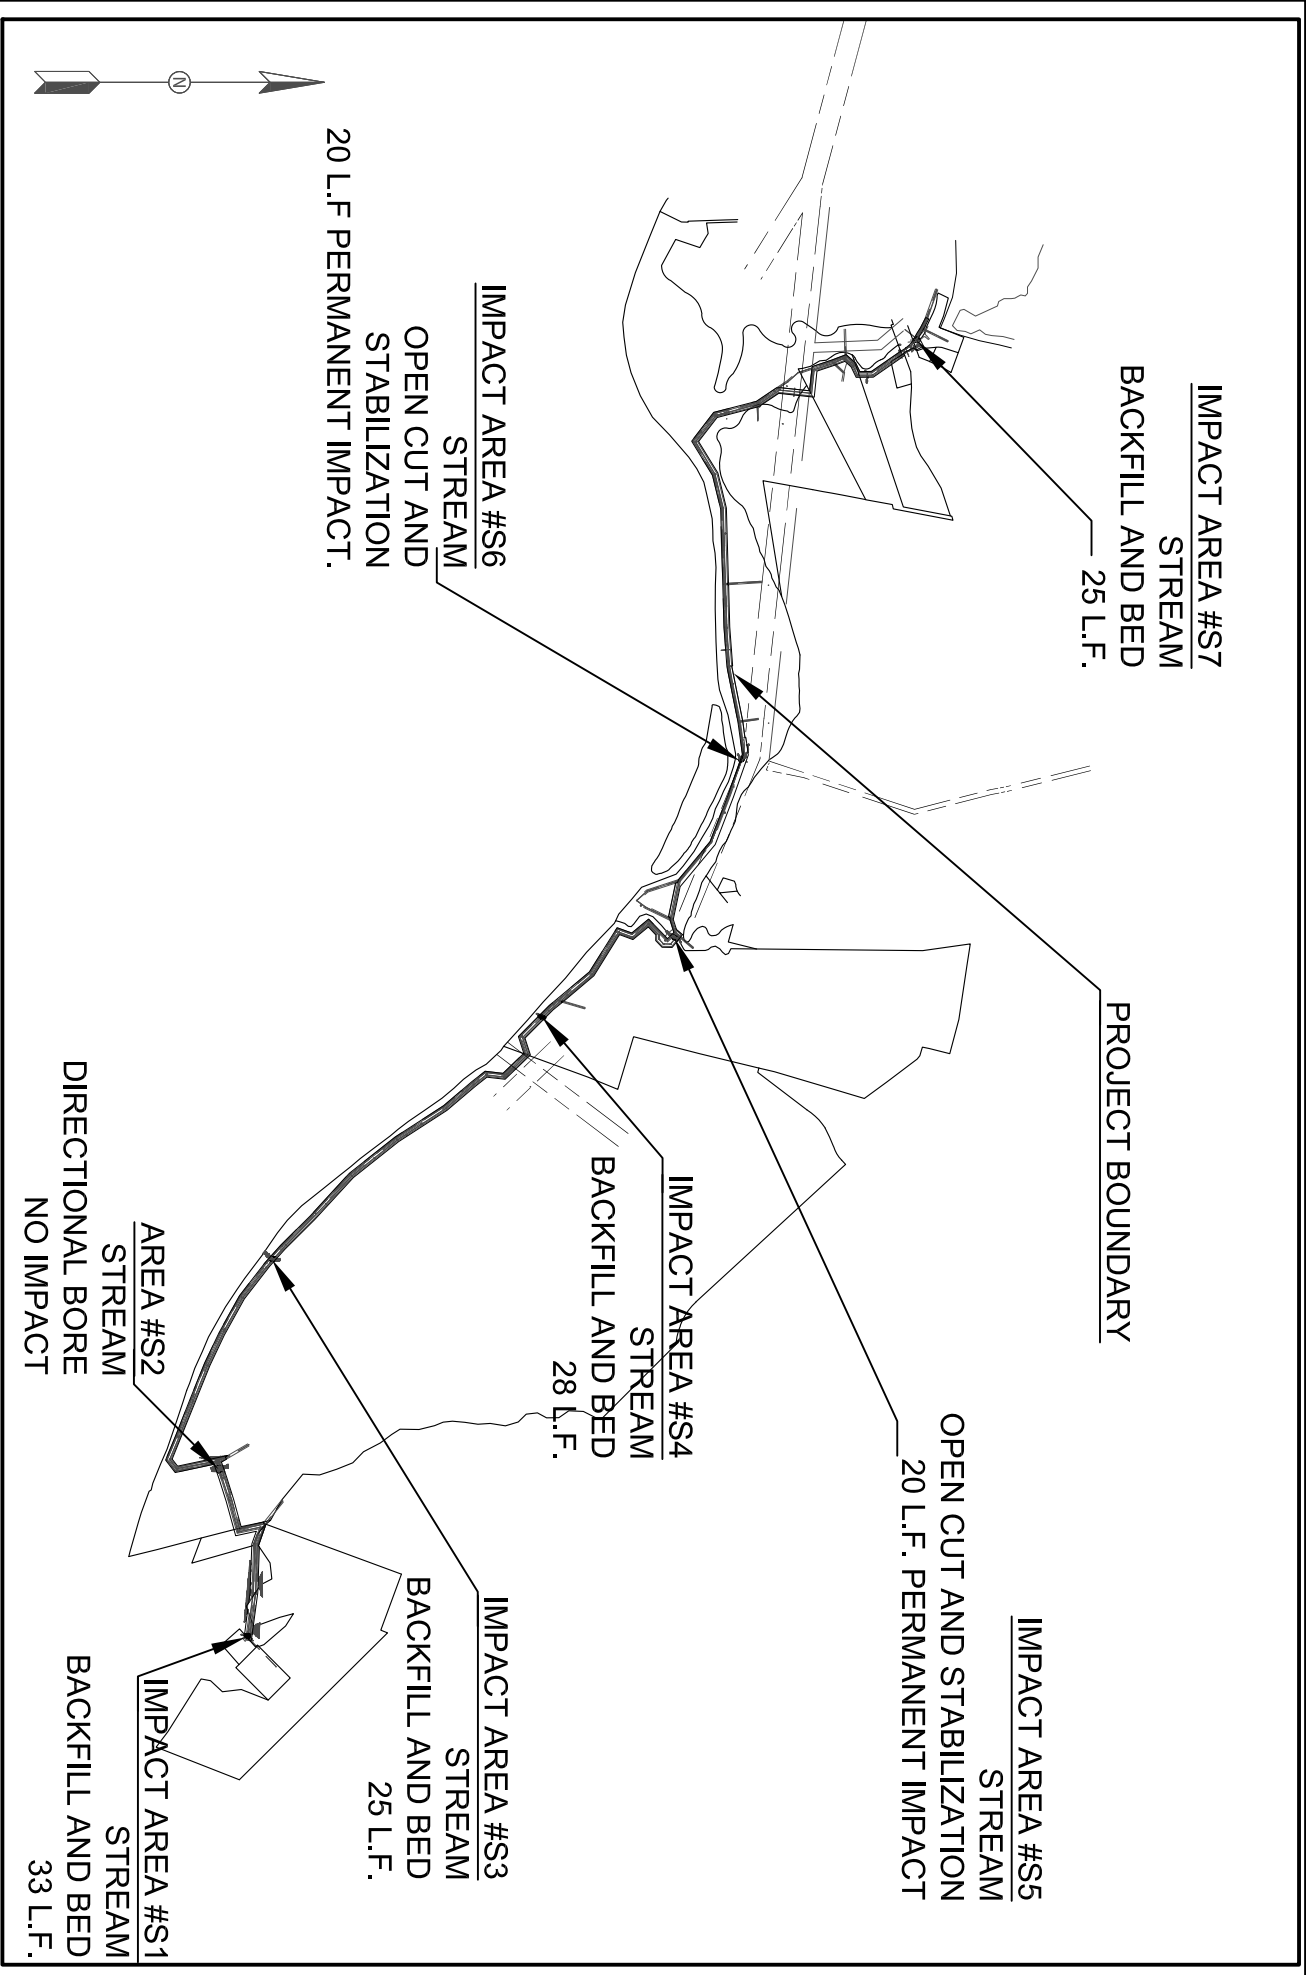 IMPACT AREA #S7
STREAM
BACKFILL AND BED
25 L.F.
PROJECT BOUNDARY
IMPACT AREA #S5
STREAM
OPEN CUT AND STABILIZATION
20 L.F. PERMANENT IMPACT
IMPACT AREA #S6
STREAM
OPEN CUT AND
STABILIZATION
20 L.F PERMANENT IMPACT.
IMPACT AREA #S4
STREAM
BACKFILL AND BED
28 L.F.
IMPACT AREA #S3
STREAM
BACKFILL AND BED
25 L.F.
AREA #S2
STREAM
DIRECTIONAL BORE
NO IMPACT
IMPACT AREA #S1
STREAM
BACKFILL AND BED
33 L.F.
N